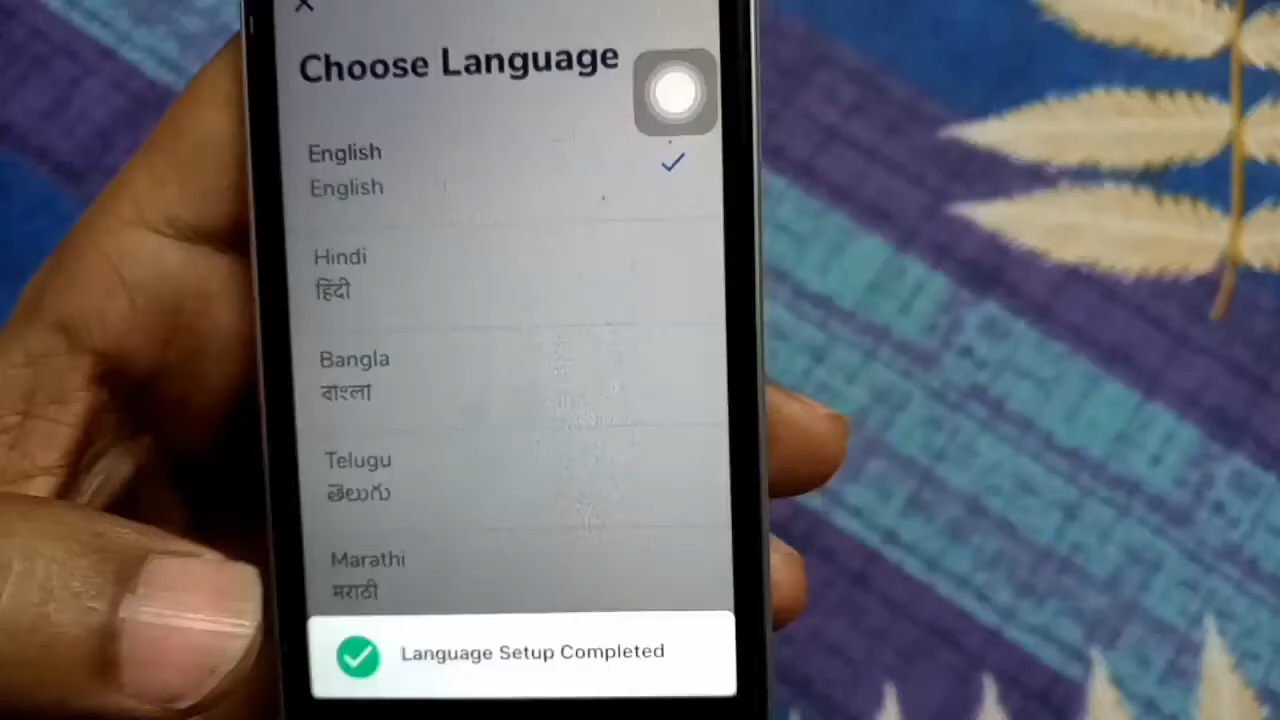 Choose Language
English
English
Hindi
हिंदी
Bangla
বাংলা
Telugu
తెలుగు
Marathi
मराठी
Language Setup Completed